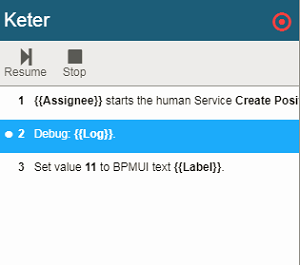 Keter
Resume Stop
1 {{Assignee}} starts the human Service Create Posi
2 Debug: {{Log}}.
3 Set value 11 to BPMUI text {{Label}}.